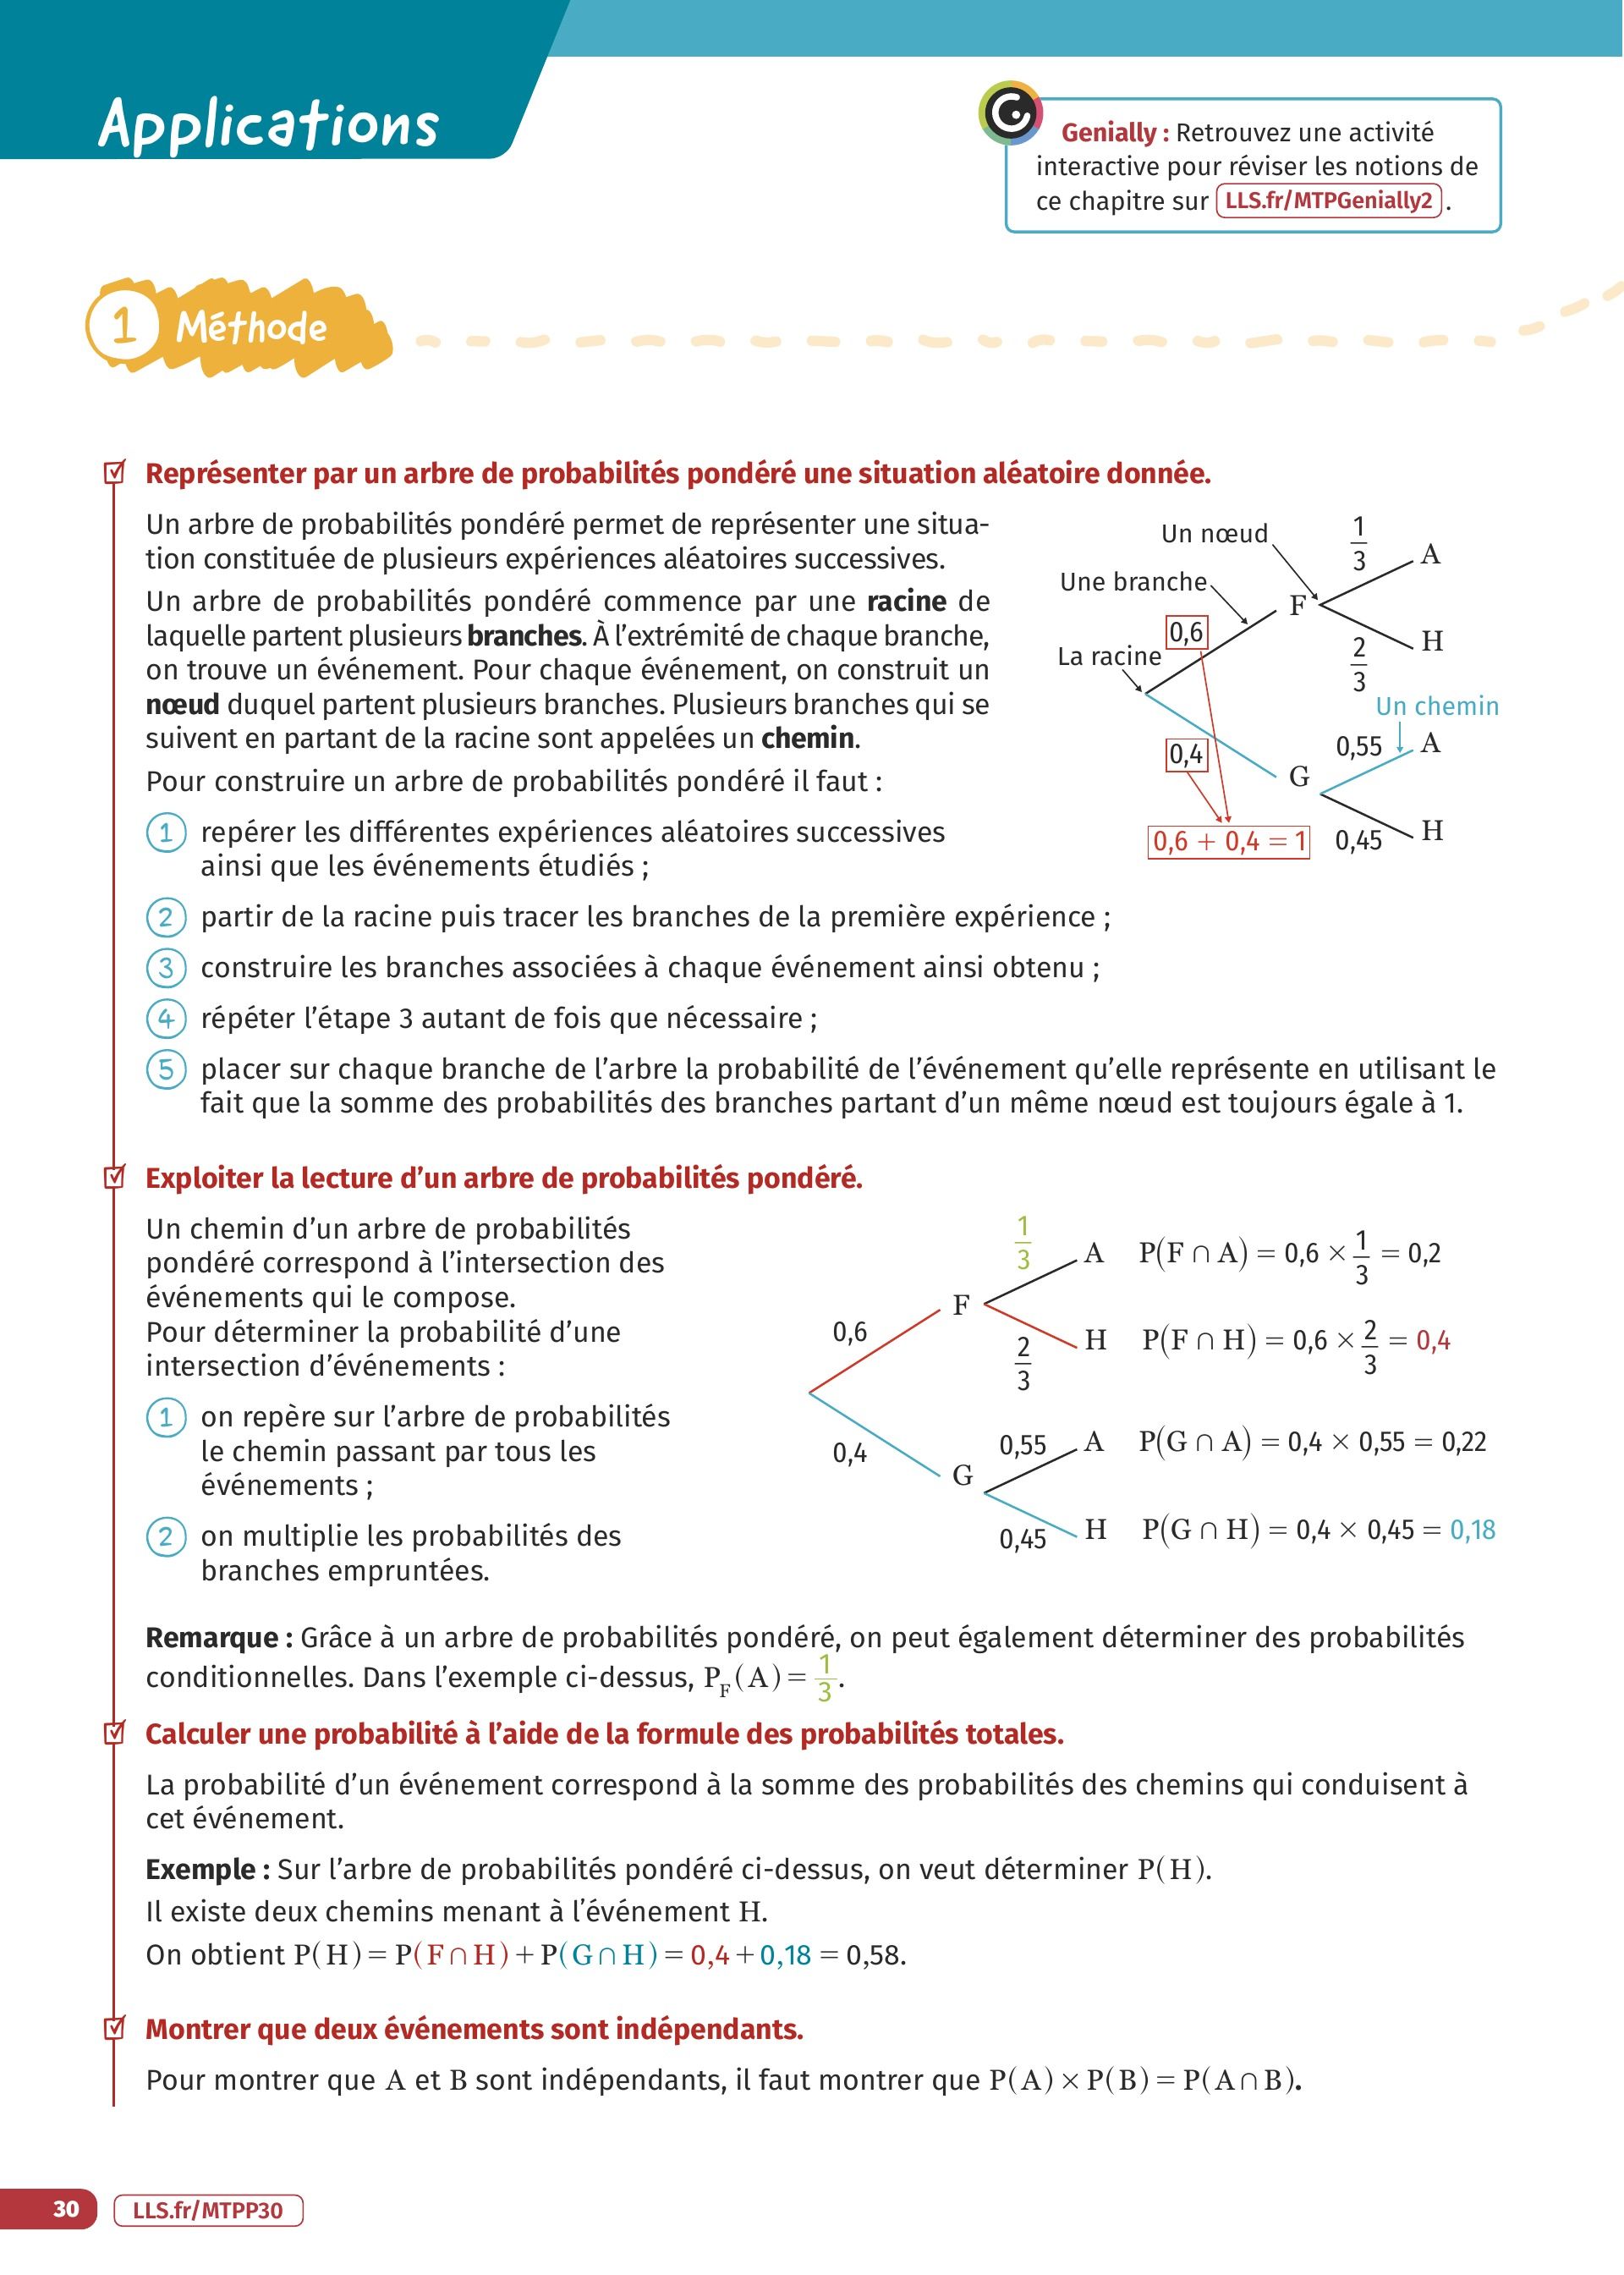 Applications
Genially : Retrouvez une activité
interactive pour réviser les notions de
ce chapitre sur LLS.fr/MTPGenially2 .
1 Méthode
Représenter par un arbre de probabilités pondéré une situation aléatoire donnée.
Un arbre de probabilités pondéré permet de représenter une situa-
tion constituée de plusieurs expériences aléatoires successives.
Un arbre de probabilités pondéré commence par une racine de
laquelle partent plusieurs branches. À l’extrémité de chaque branche,
on trouve un événement. Pour chaque événement, on construit un
nœud duquel partent plusieurs branches. Plusieurs branches qui se
suivent en partant de la racine sont appelées un chemin.
Pour construire un arbre de probabilités pondéré il faut :
1 repérer les différentes expériences aléatoires successives
ainsi que les événements étudiés ;
Un nœud
Une branche
La racine
0,6
0,4
0,6 + 0,4 = 1
F
1/3
A
2/3
H
Un chemin
G
0,55
A
0,45
H
2 partir de la racine puis tracer les branches de la première expérience ;
3 construire les branches associées à chaque événement ainsi obtenu ;
4 répéter l’étape 3 autant de fois que nécessaire ;
5 placer sur chaque branche de l’arbre la probabilité de l’événement qu’elle représente en utilisant le
fait que la somme des probabilités des branches partant d’un même nœud est toujours égale à 1.
Exploiter la lecture d’un arbre de probabilités pondéré.
Un chemin d’un arbre de probabilités
pondéré correspond à l’intersection des
événements qui le compose.
Pour déterminer la probabilité d’une
intersection d’événements :
1 on repère sur l’arbre de probabilités
le chemin passant par tous les
événements ;
2 on multiplie les probabilités des
branches empruntées.
0,6
0,4
F
1/3
A P(F ∩ A) = 0,6 × 1/3 = 0,2
2/3
H P(F ∩ H) = 0,6 × 2/3 = 0,4
G
0,55
A P(G ∩ A) = 0,4 × 0,55 = 0,22
0,45
H P(G ∩ H) = 0,4 × 0,45 = 0,18
Remarque : Grâce à un arbre de probabilités pondéré, on peut également déterminer des probabilités
conditionnelles. Dans l’exemple ci-dessus, P_F(A) = 1/3.
Calculer une probabilité à l’aide de la formule des probabilités totales.
La probabilité d’un événement correspond à la somme des probabilités des chemins qui conduisent à
cet événement.
Exemple : Sur l’arbre de probabilités pondéré ci-dessus, on veut déterminer P(H).
Il existe deux chemins menant à l’événement H.
On obtient P(H) = P(F∩H) + P(G∩H) = 0,4 + 0,18 = 0,58.
Montrer que deux événements sont indépendants.
Pour montrer que A et B sont indépendants, il faut montrer que P(A) × P(B) = P(A∩B).
30 LLS.fr/MTPP30